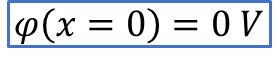 φ(x = 0) = 0 V